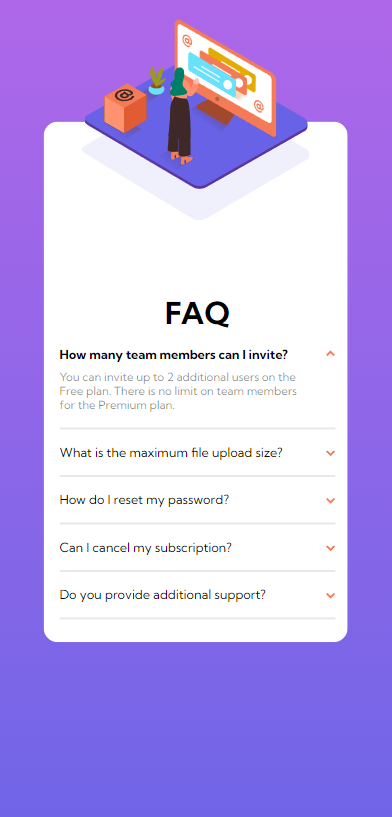 FAQ
How many team members can I invite?
You can invite up to 2 additional users on the
Free plan. There is no limit on team members
for the Premium plan.
What is the maximum file upload size?
How do I reset my password?
Can I cancel my subscription?
Do you provide additional support?